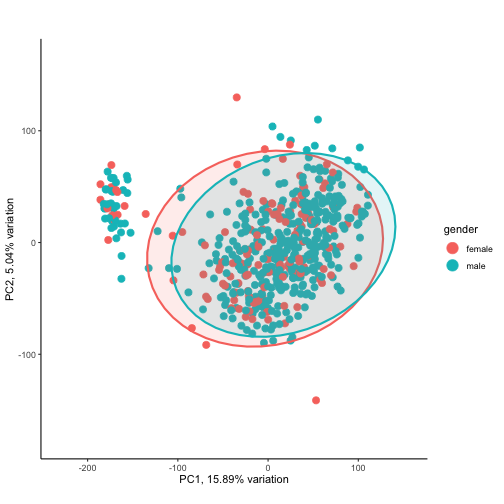 100
0
-100
PC2, 5.04% variation
-200
-100
0
100
PC1, 15.89% variation
gender
female
male